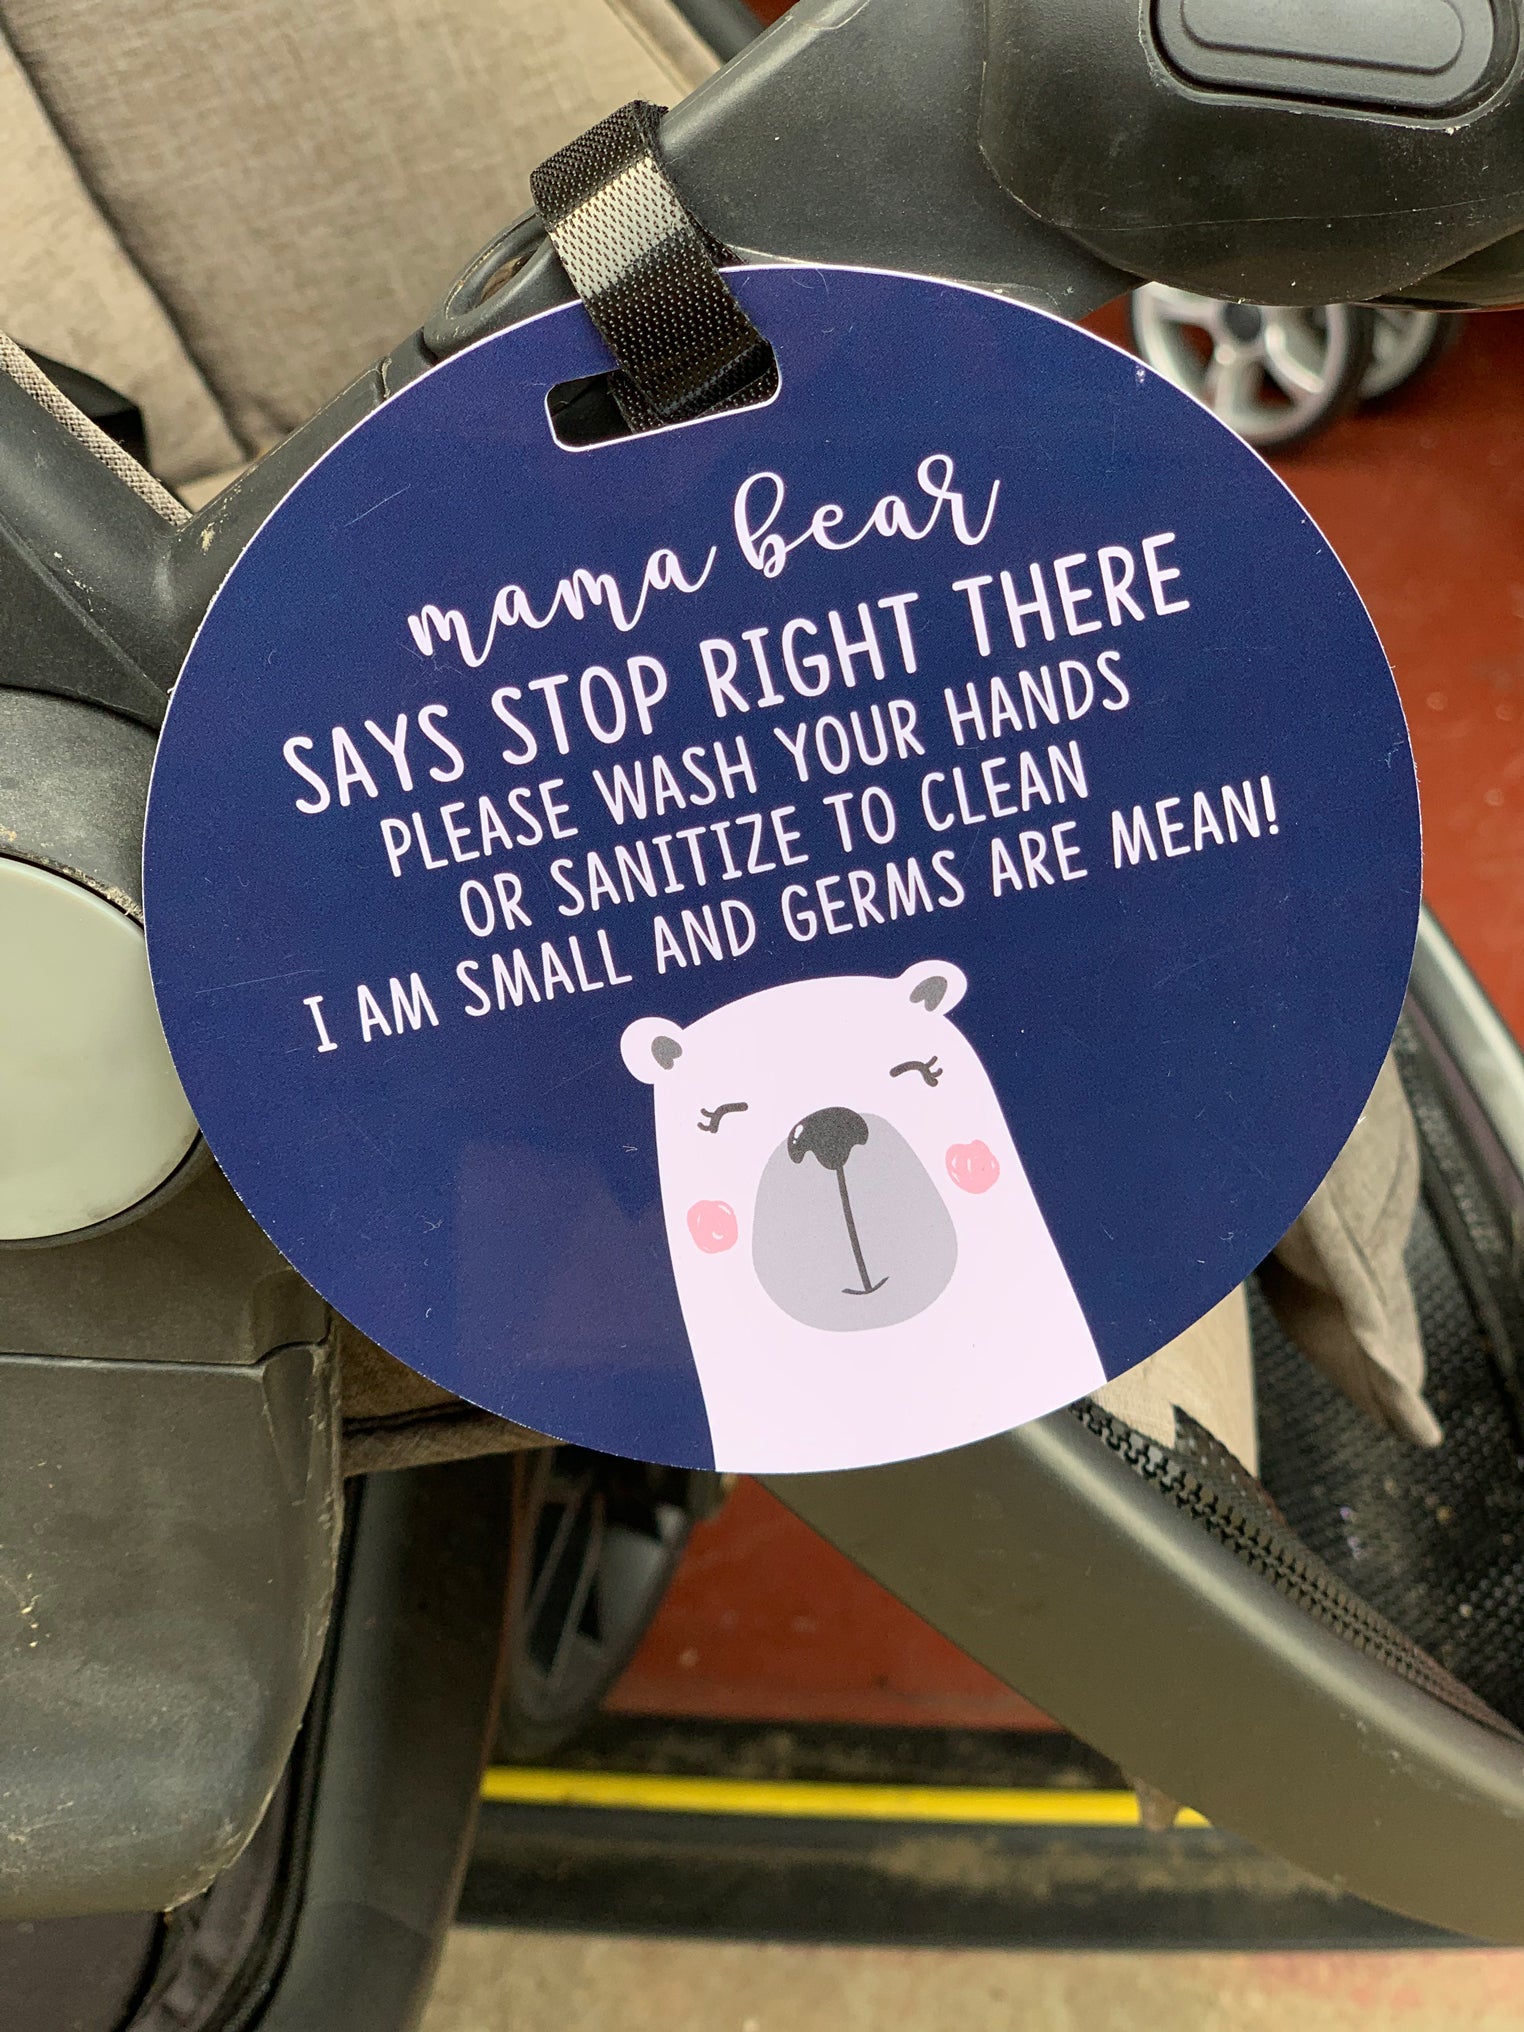 mama bear
SAYS STOP RIGHT THERE
PLEASE WASH YOUR HANDS
OR SANITIZE TO CLEAN
I AM SMALL AND GERMS ARE MEAN!